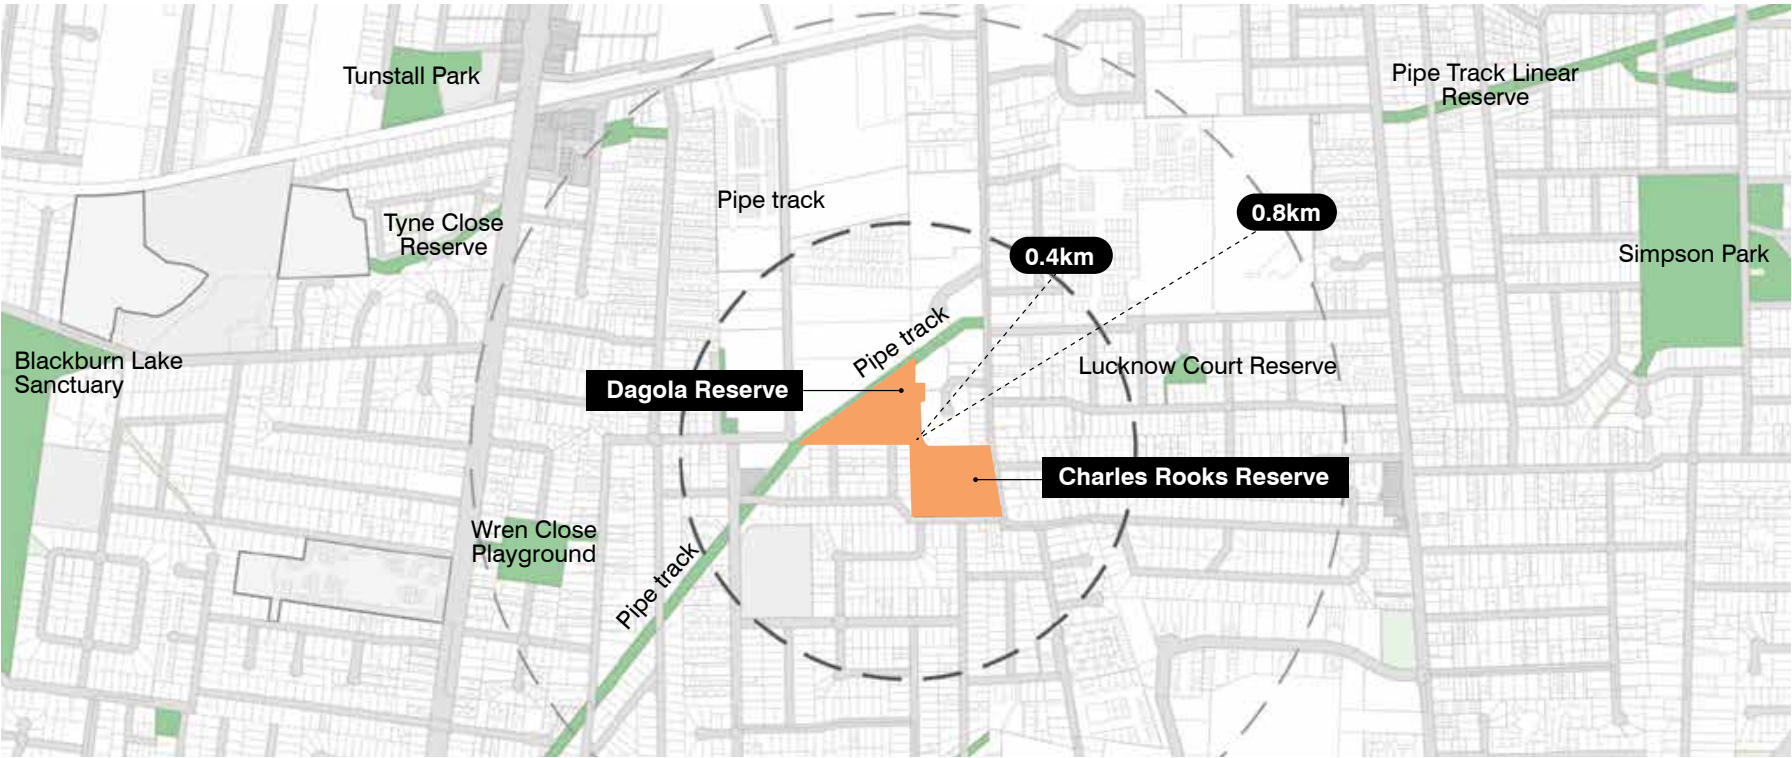 Tunstall Park
Pipe Track Linear
Reserve
Pipe track
0.8km
Tyne Close
Reserve
0.4km
Simpson Park
Pipe track
Blackburn Lake
Sanctuary
Lucknow Court Reserve
Dagola Reserve
Charles Rooks Reserve
Wren Close
Playground
Pipe track